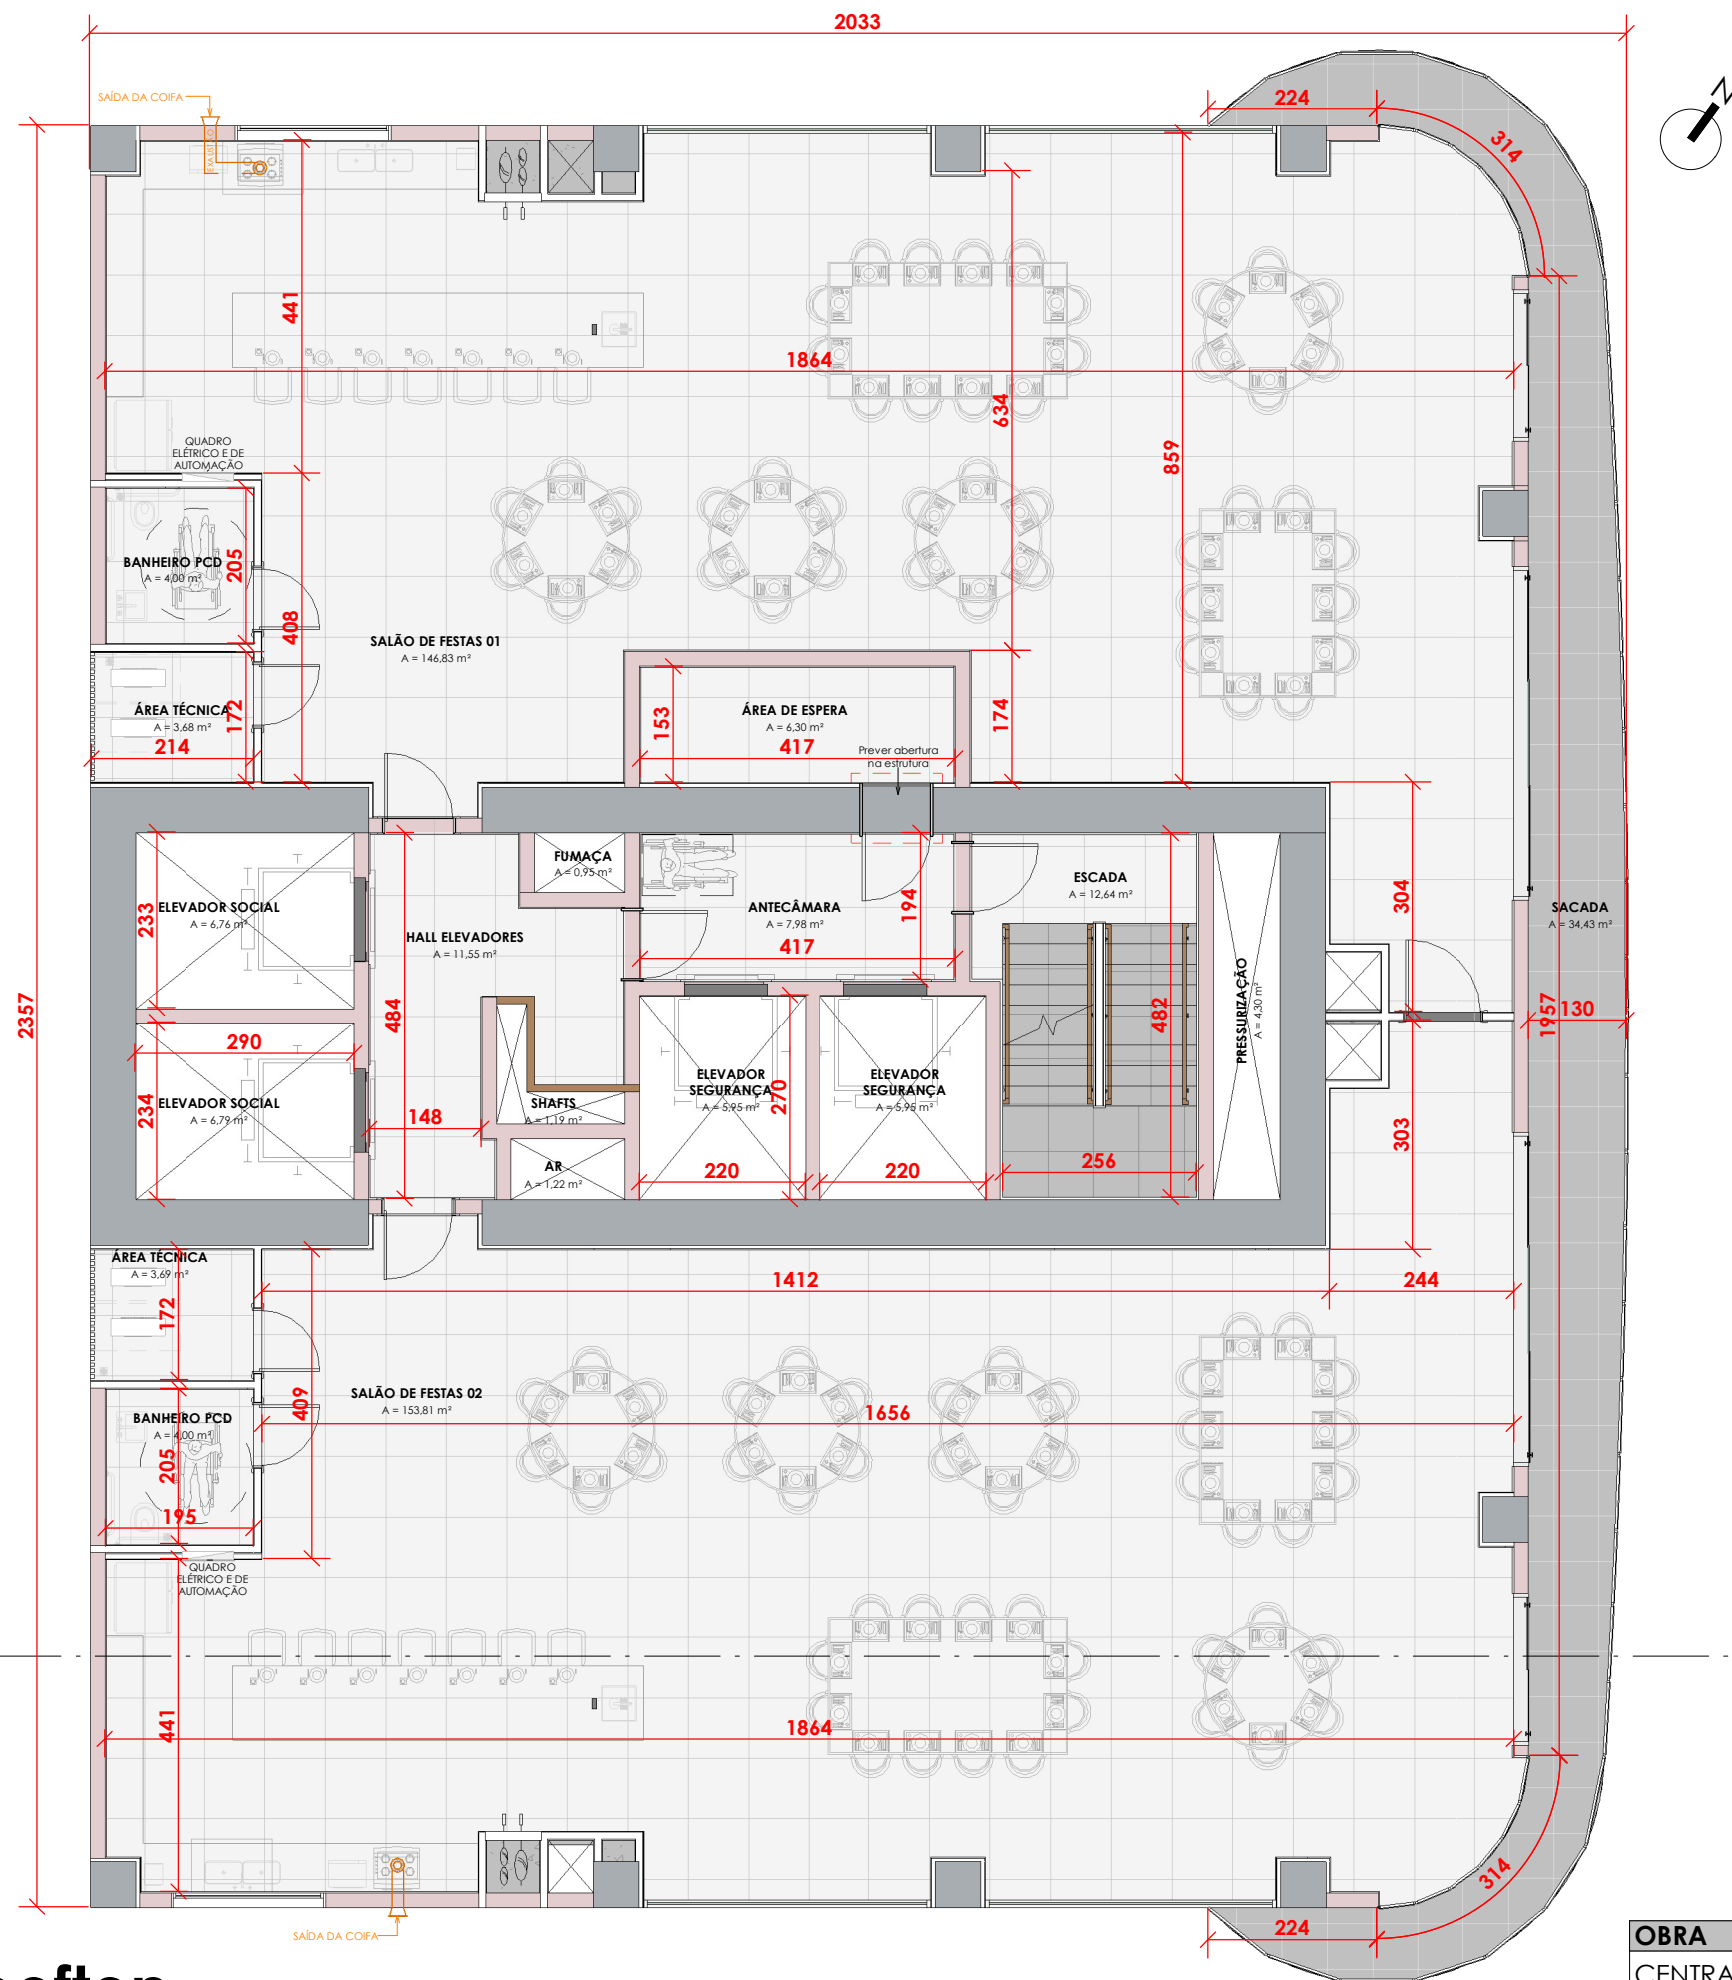 2033
SAÍDA DA COIFA
224
N
314
EXAUSTÃO
441
1864
634
859
QUADRO
ELÉTRICO E DE
AUTOMAÇÃO
BANHEIRO PCD
A = 4,00 m²
205
408
SALÃO DE FESTAS 01
A = 146,83 m²
ÁREA TÉCNICA
A = 3,68 m²
172
214
153
ÁREA DE ESPERA
A = 6,30 m²
417
174
Prever abertura
na estrutura
FUMAÇA
A = 0,95 m²
ESCADA
A = 12,64 m²
304
ELEVADOR SOCIAL
A = 6,76 m²
233
ANTECÂMARA
A = 7,98 m²
194
417
SACADA
A = 34,43 m²
HALL ELEVADORES
A = 11,55 m²
2357
484
482
PRESSURIZAÇÃO
A = 4,30 m²
1957
130
290
ELEVADOR SOCIAL
A = 6,79 m²
234
148
SHAFTS
A = 1,19 m²
ELEVADOR
SEGURANÇA
A = 5,95 m²
270
ELEVADOR
SEGURANÇA
A = 5,95 m²
303
AR
A = 1,22 m²
220
220
256
ÁREA TÉCNICA
A = 3,69 m²
172
1412
244
409
SALÃO DE FESTAS 02
A = 153,81 m²
1656
BANHEIRO PCD
A = 4,00 m²
205
195
QUADRO
ELÉTRICO E DE
AUTOMAÇÃO
441
1864
314
SAÍDA DA COIFA
224
OBRA